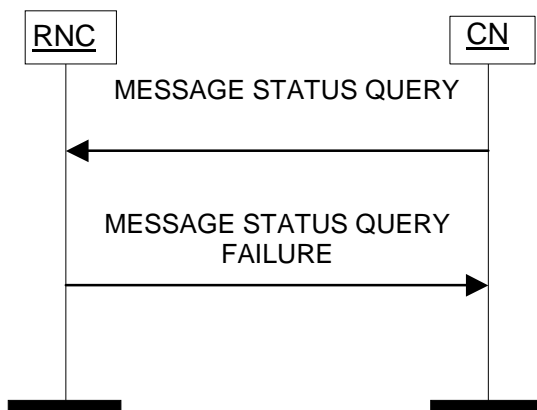 RNC
CN
MESSAGE STATUS QUERY
MESSAGE STATUS QUERY
FAILURE